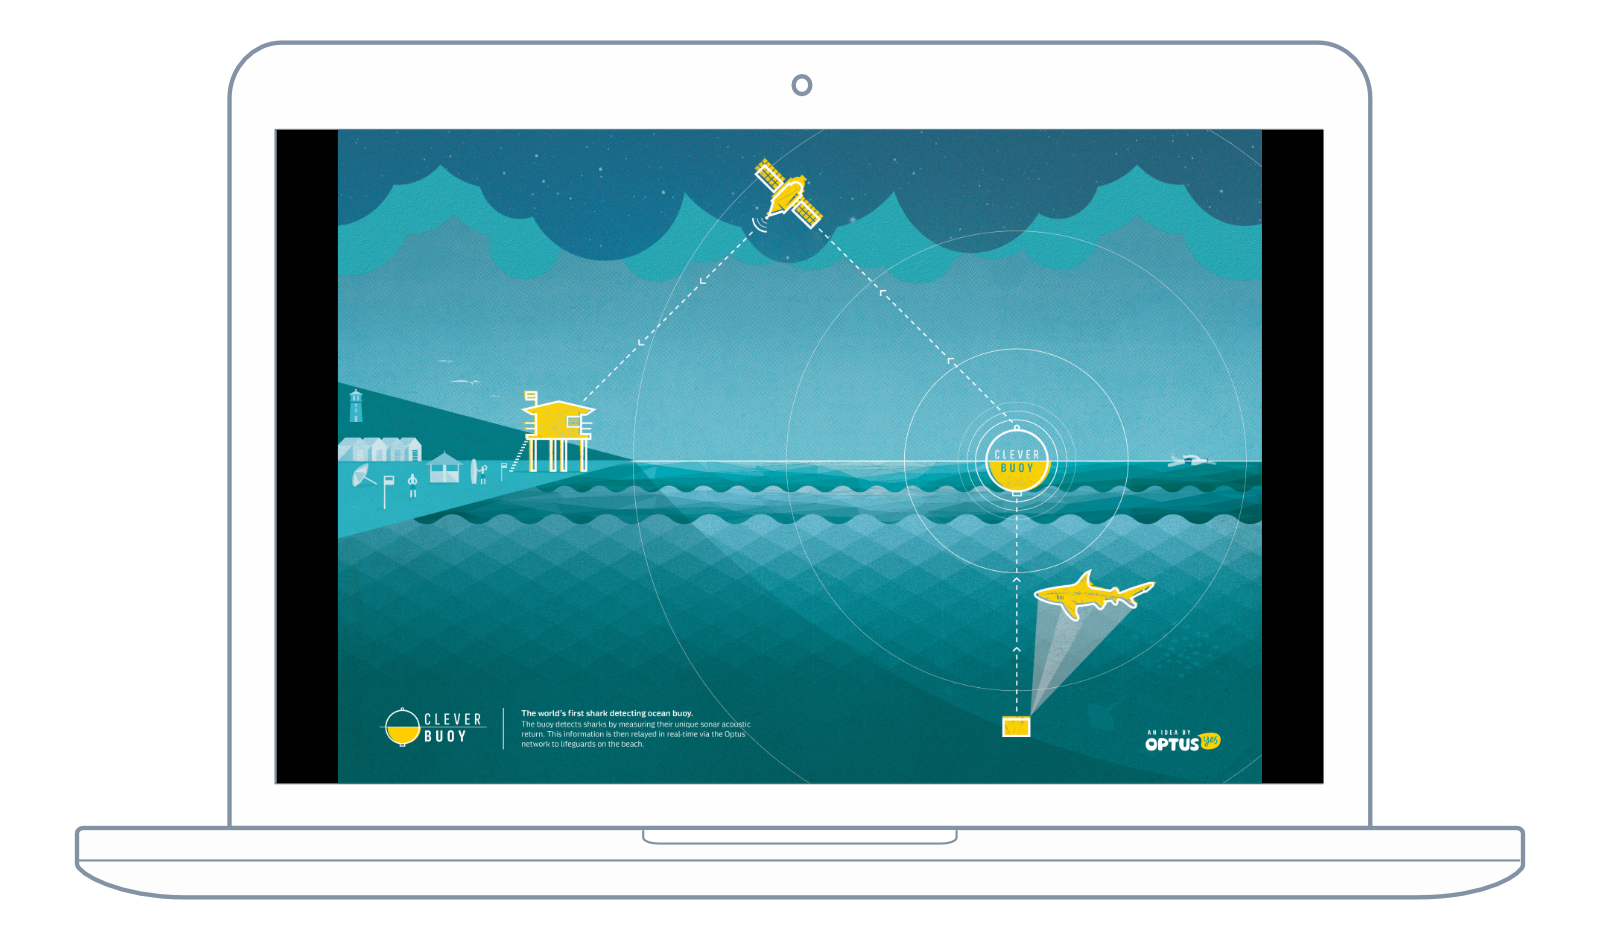 CLEVER
BUOY
CLEVER
BUOY
The world's first shark detecting ocean buoy.
The buoy detects sharks by measuring their unique sonar acoustic
return. This information is then relayed in real-time via the Optus
network to lifeguards on the beach.
AN IDEA BY
OPTUS yes